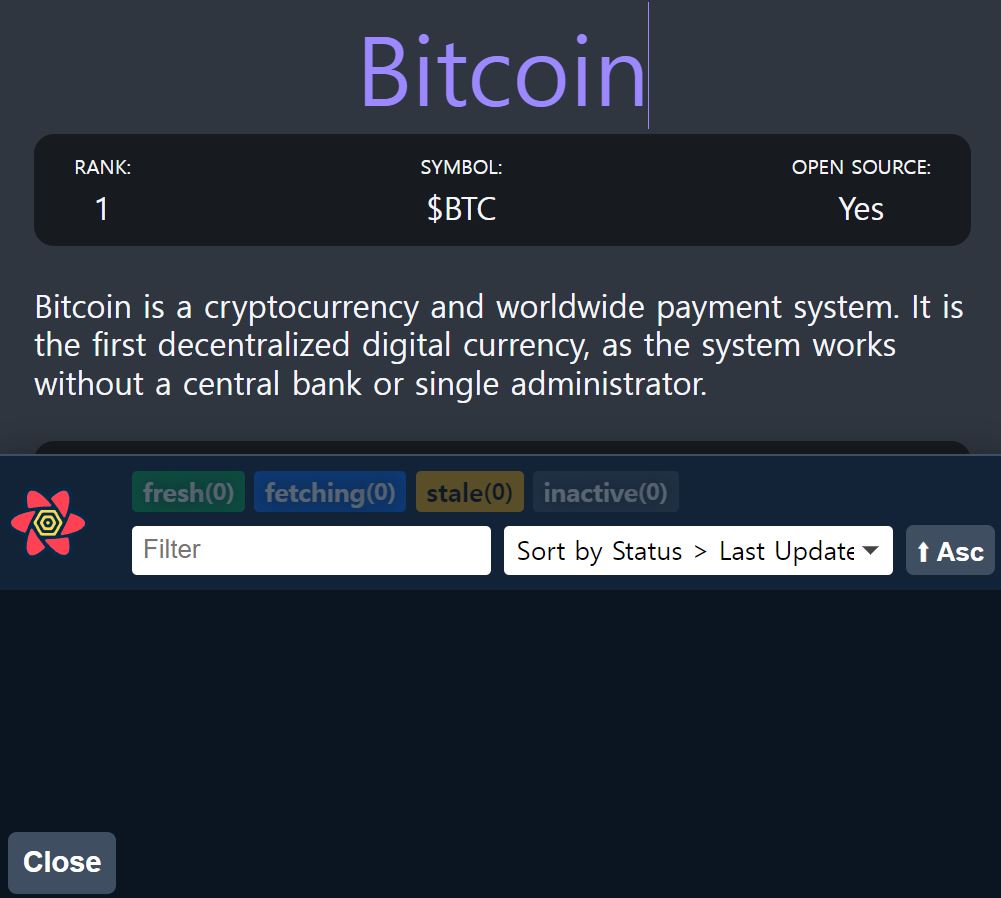 Bitcoin
RANK: SYMBOL: OPEN SOURCE:
1 $BTC Yes
Bitcoin is a cryptocurrency and worldwide payment system. It is
the first decentralized digital currency, as the system works
without a central bank or single administrator.
fresh(0) fetching(0) stale(0) inactive(0)
Filter Sort by Status > Last Update ⬆ Asc
Close